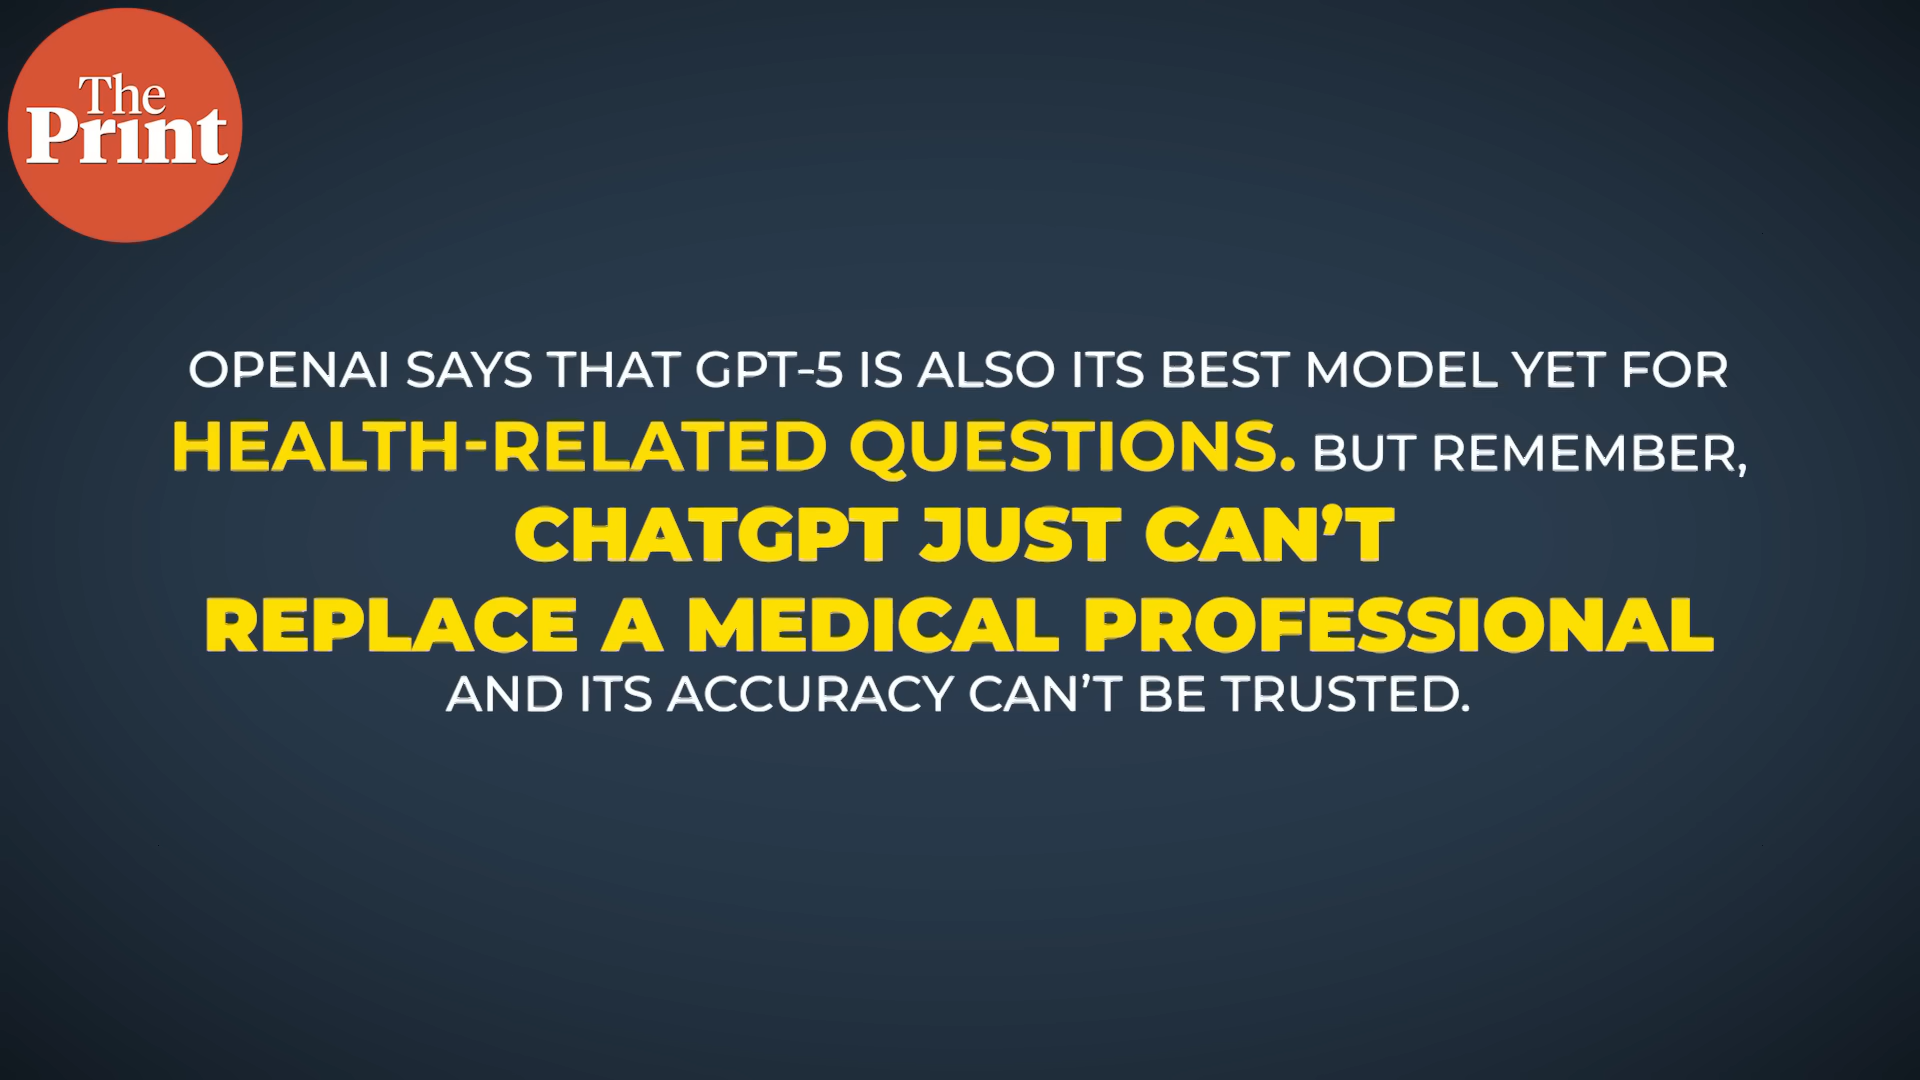 The
Print
OPENAI SAYS THAT GPT-5 IS ALSO ITS BEST MODEL YET FOR
HEALTH-RELATED QUESTIONS. BUT REMEMBER,
CHATGPT JUST CAN’T
REPLACE A MEDICAL PROFESSIONAL
AND ITS ACCURACY CAN’T BE TRUSTED.